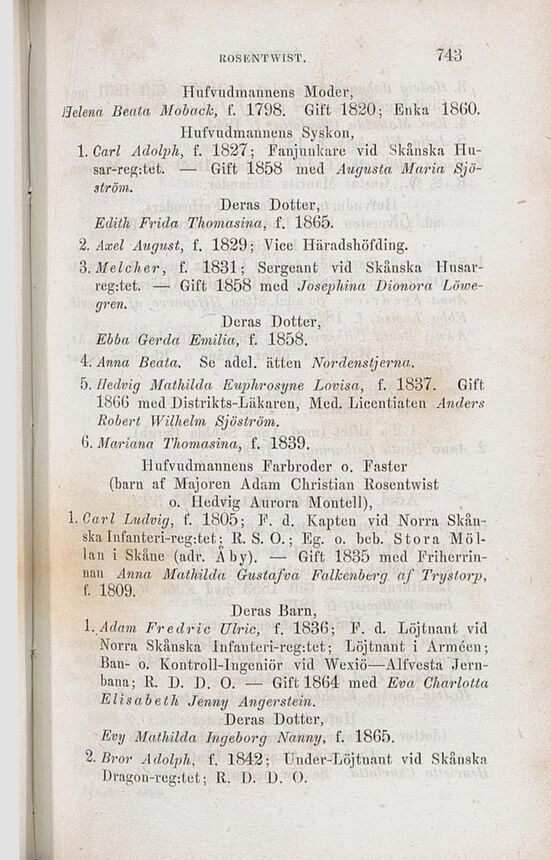 ROSENTWIST. 743
Hufvudmannens Moder,
Helena Beata Moback, f. 1798. Gift 1820; Enka 1860.
Hufvudmannens Syskon,
1. Carl Adolph, f. 1827; Fanjunkare vid Skånska Hu-
sar-reg:tet. — Gift 1858 med Augusta Maria Sjö-
ström.
Deras Dotter,
Edith Frida Thomasina, f. 1865.
2. Axel August, f. 1829; Vice Häradshöfding.
3. Melcher, f. 1831; Sergeant vid Skånska Husar-
reg:tet. — Gift 1858 med Josephina Dionora Löwe-
gren.
Deras Dotter,
Ebba Gerda Emilia, f. 1858.
4. Anna Beata. Se adel. ätten Nordenstjerna.
5. Hedvig Mathilda Euphrosyne Lovisa, f. 1837. Gift
1866 med Distrikts-Läkaren, Med. Licentiaten Anders
Robert Wilhelm Sjöström.
6. Mariana Thomasina, f. 1839.
Hufvudmannens Farbroder o. Faster
(barn af Majoren Adam Christian Rosentwist
o. Hedvig Aurora Montell),
1. Carl Ludvig, f. 1805; F. d. Kapten vid Norra Skån-
ska Infanteri-reg:tet; R. S. O.; Eg. o. beb. Stora Möl-
lan i Skåne (adr. Åby). — Gift 1835 med Friherrin-
nan Anna Mathilda Gustafva Falkenberg af Trystorp,
f. 1809.
Deras Barn,
1. Adam Fredric Ulric, f. 1836; F. d. Löjtnant vid
Norra Skånska Infanteri-reg:tet; Löjtnant i Arméen;
Ban- o. Kontroll-Ingeniör vid Wexiö—Alfvesta Jern-
bana; R. D. D. O. — Gift 1864 med Eva Charlotta
Elisabeth Jenny Angerstein.
Deras Dotter,
Evy Mathilda Ingeborg Nanny, f. 1865.
2. Bror Adolph, f. 1842; Under-Löjtnant vid Skånska
Dragon-reg:tet; R. D. D. O.